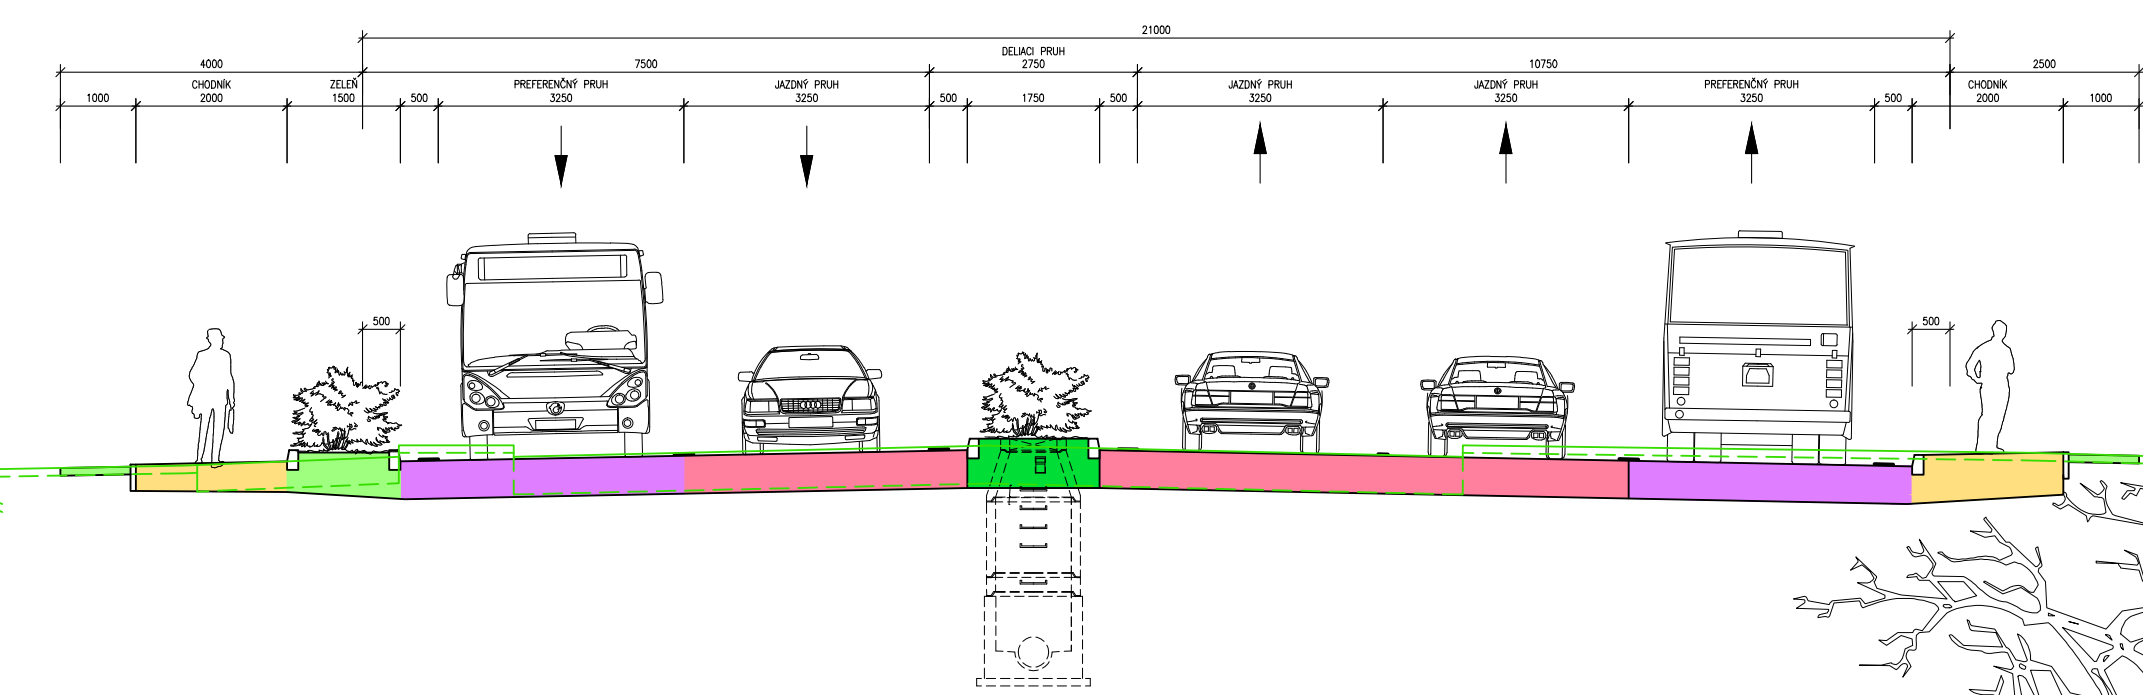 21000
DELIACI PRUH
4000 7500 2750 10750 2500
CHODNÍK ZELEŇ PREFERENČNÝ PRUH JAZDNÝ PRUH JAZDNÝ PRUH JAZDNÝ PRUH PREFERENČNÝ PRUH CHODNÍK
1000 2000 1500 500 3250 3250 500 1750 500 3250 3250 3250 500 2000 1000
500 500